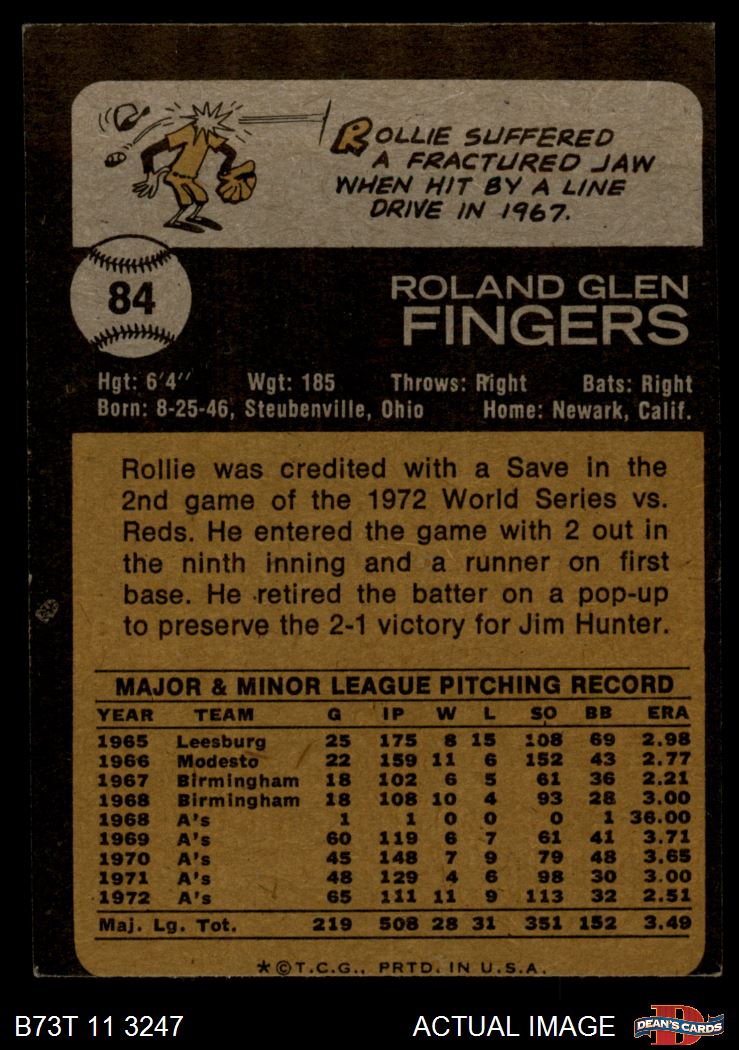 ROLLIE SUFFERED
A FRACTURED JAW
WHEN HIT BY A LINE
DRIVE IN 1967.
84
ROLAND GLEN
FINGERS
Hgt: 6'4" Wgt: 185 Throws: Right Bats: Right
Born: 8-25-46, Steubenville, Ohio Home: Newark, Calif.
Rollie was credited with a Save in the
2nd game of the 1972 World Series vs.
Reds. He entered the game with 2 out in
the ninth inning and a runner on first
base. He retired the batter on a pop-up
to preserve the 2-1 victory for Jim Hunter.
MAJOR & MINOR LEAGUE PITCHING RECORD
YEAR TEAM G IP W L SO BB ERA
1965 Leesburg 25 175 8 15 108 69 2.98
1966 Modesto 22 159 11 6 152 43 2.77
1967 Birmingham 18 102 6 5 61 36 2.21
1968 Birmingham 18 108 10 4 93 28 3.00
1968 A's 1 1 0 0 0 1 36.00
1969 A's 60 119 6 7 61 41 3.71
1970 A's 45 148 7 9 79 48 3.65
1971 A's 48 129 4 6 98 30 3.00
1972 A's 65 111 11 9 113 32 2.51
Maj. Lg. Tot. 219 508 28 31 351 152 3.49
*©T.C.G., PRTD. IN U.S.A.
B73T 11 3247 ACTUAL IMAGE D DEAN'S CARDS